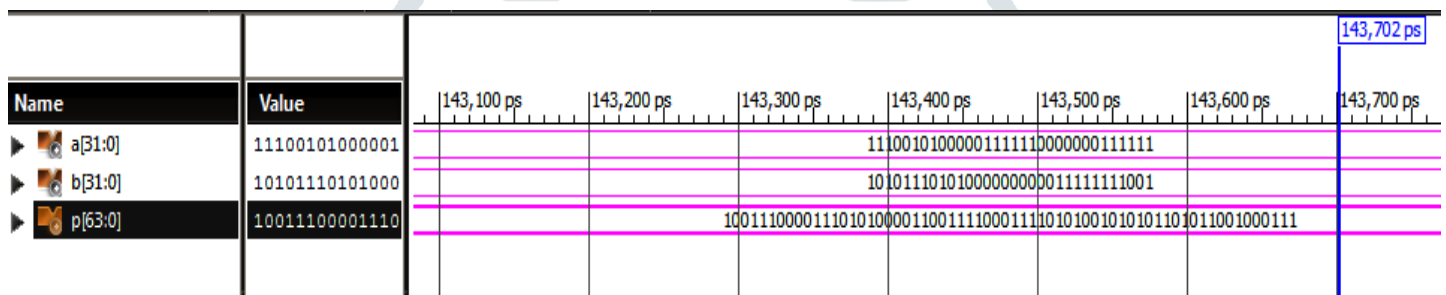 143,702 ps
Name Value 143,100 ps 143,200 ps 143,300 ps 143,400 ps 143,500 ps 143,600 ps 143,700 ps
a[31:0] 11100101000001 11100101000001111110000000111111
b[31:0] 10101110101000 10101110101000000000011111111001
p[63:0] 10011100001110 1001110000111010100001100111100011110101001010101101011001000111